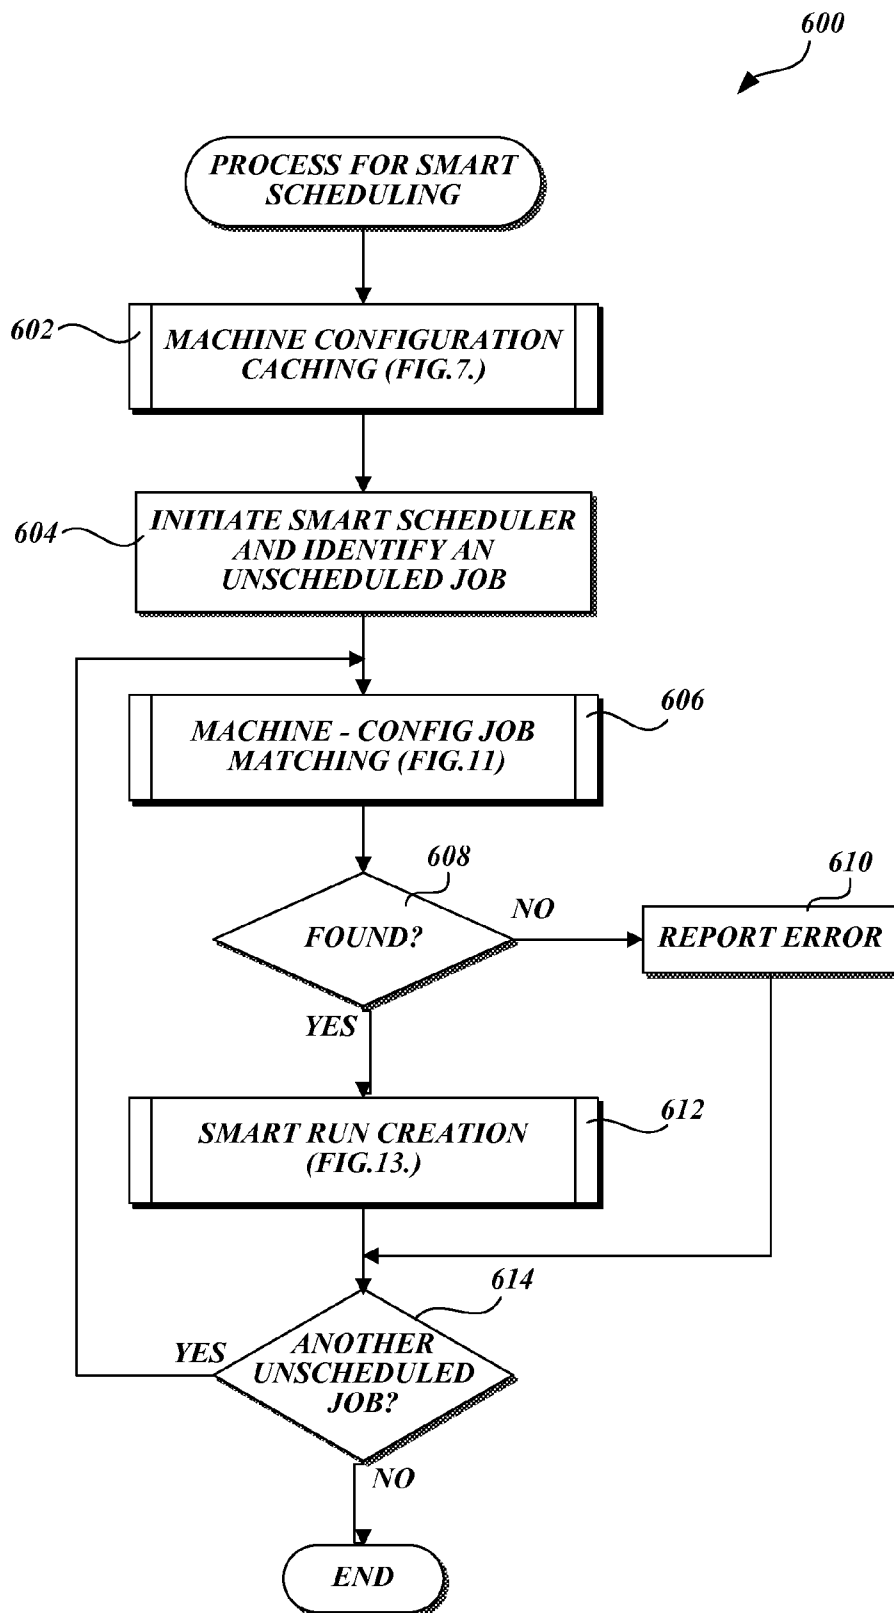 600
PROCESS FOR SMART
SCHEDULING
602
MACHINE CONFIGURATION
CACHING (FIG.7.)
604
INITIATE SMART SCHEDULER
AND IDENTIFY AN
UNSCHEDULED JOB
606
MACHINE - CONFIG JOB
MATCHING (FIG.11)
608
FOUND?
NO
610
REPORT ERROR
YES
612
SMART RUN CREATION
(FIG.13.)
614
YES
ANOTHER
UNSCHEDULED
JOB?
NO
END